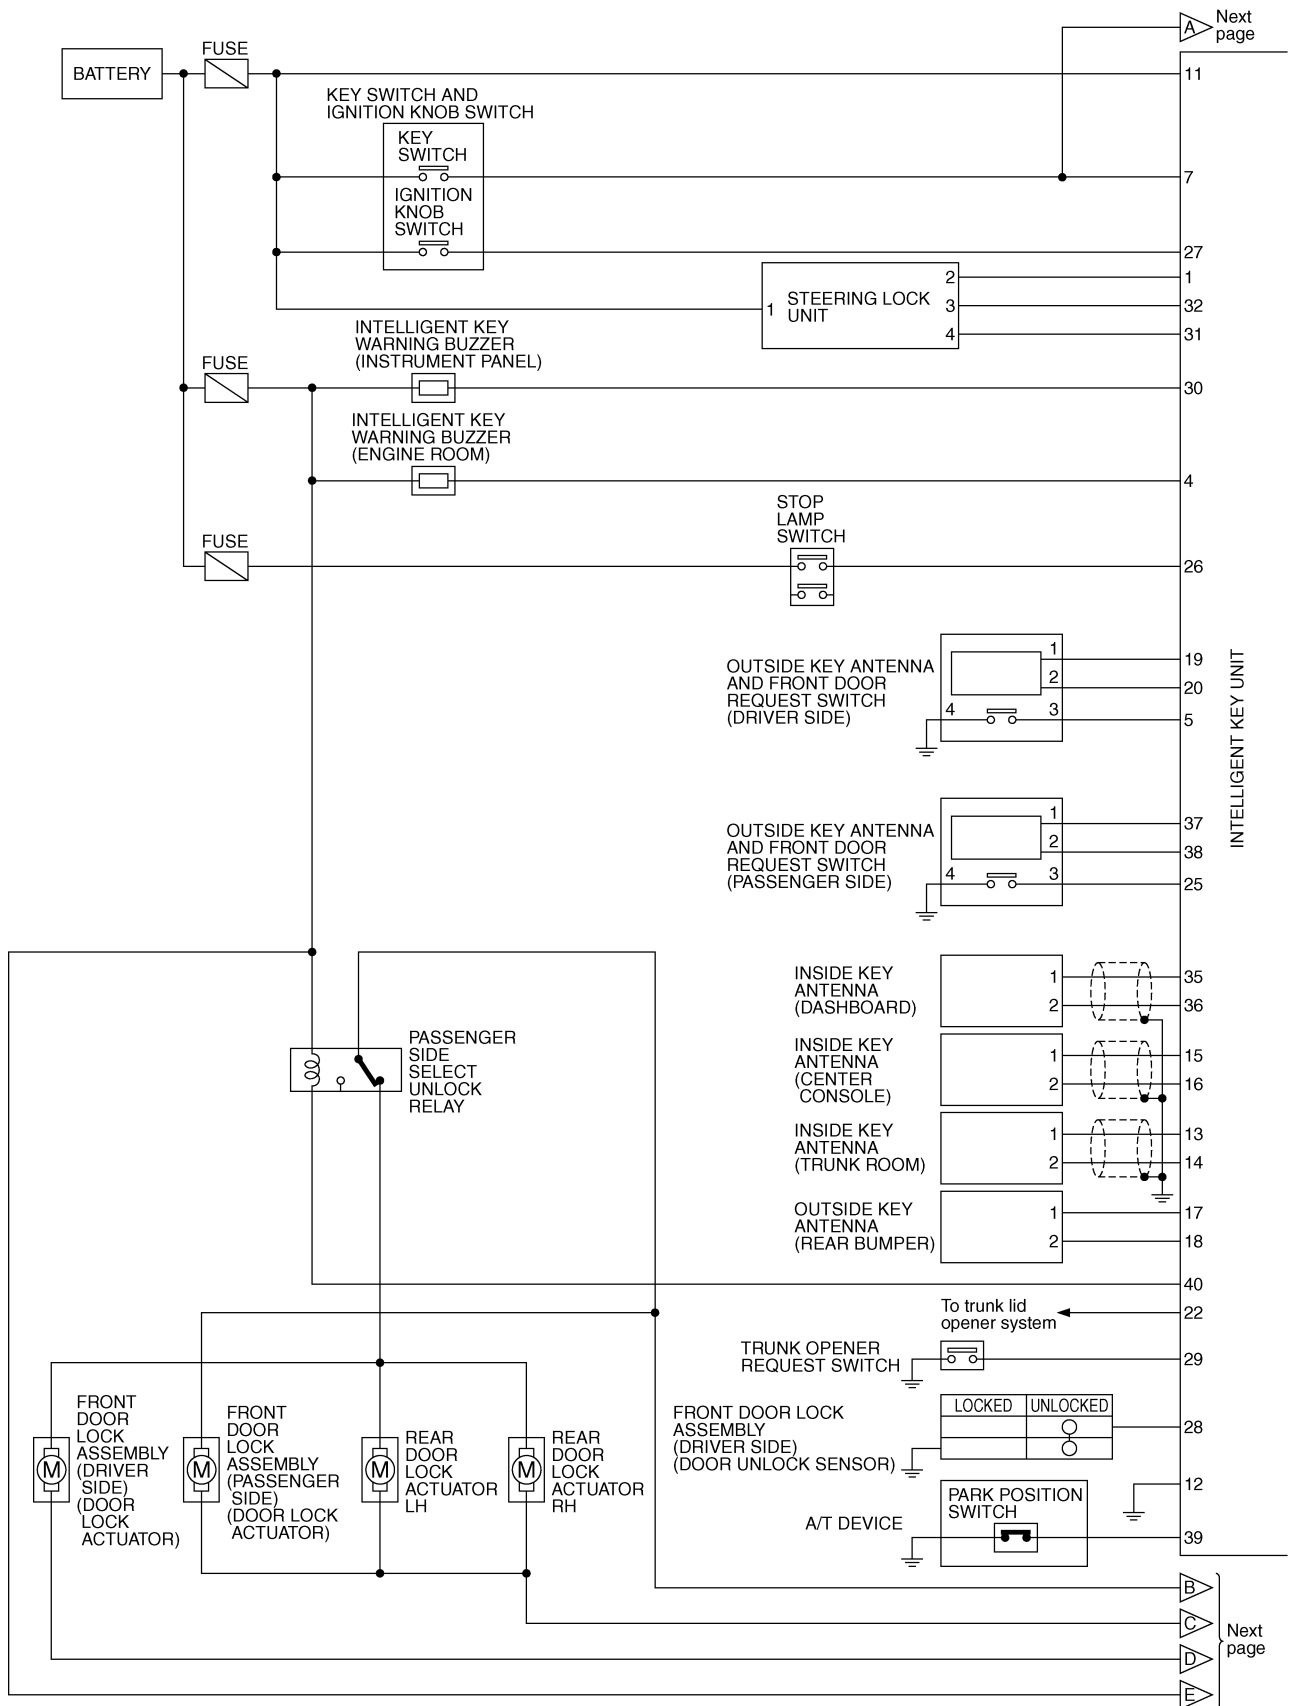 A
Next
page
FUSE
BATTERY
11
KEY SWITCH AND
IGNITION KNOB SWITCH
KEY
SWITCH
7
IGNITION
KNOB
SWITCH
27
2
1
1
STEERING LOCK
UNIT
3
32
4
31
INTELLIGENT KEY
WARNING BUZZER
(INSTRUMENT PANEL)
FUSE
30
INTELLIGENT KEY
WARNING BUZZER
(ENGINE ROOM)
4
STOP
LAMP
SWITCH
FUSE
26
OUTSIDE KEY ANTENNA
AND FRONT DOOR
REQUEST SWITCH
(DRIVER SIDE)
1
19
2
20
4
3
5
INTELLIGENT KEY UNIT
OUTSIDE KEY ANTENNA
AND FRONT DOOR
REQUEST SWITCH
(PASSENGER SIDE)
1
37
2
38
4
3
25
INSIDE KEY
ANTENNA
(DASHBOARD)
1
35
2
36
PASSENGER
SIDE
SELECT
UNLOCK
RELAY
INSIDE KEY
ANTENNA
(CENTER
CONSOLE)
1
15
2
16
INSIDE KEY
ANTENNA
(TRUNK ROOM)
1
13
2
14
OUTSIDE KEY
ANTENNA
(REAR BUMPER)
1
17
2
18
40
To trunk lid
opener system
22
TRUNK OPENER
REQUEST SWITCH
29
FRONT
DOOR
LOCK
ASSEMBLY
(DRIVER
SIDE)
(DOOR
LOCK
ACTUATOR)
M
FRONT
DOOR
LOCK
ASSEMBLY
(PASSENGER
SIDE)
(DOOR LOCK
ACTUATOR)
M
REAR
DOOR
LOCK
ACTUATOR
LH
M
REAR
DOOR
LOCK
ACTUATOR
RH
M
FRONT DOOR LOCK
ASSEMBLY
(DRIVER SIDE)
(DOOR UNLOCK SENSOR)
LOCKED
UNLOCKED
28
12
A/T DEVICE
PARK POSITION
SWITCH
39
B
C
D
E
Next
page